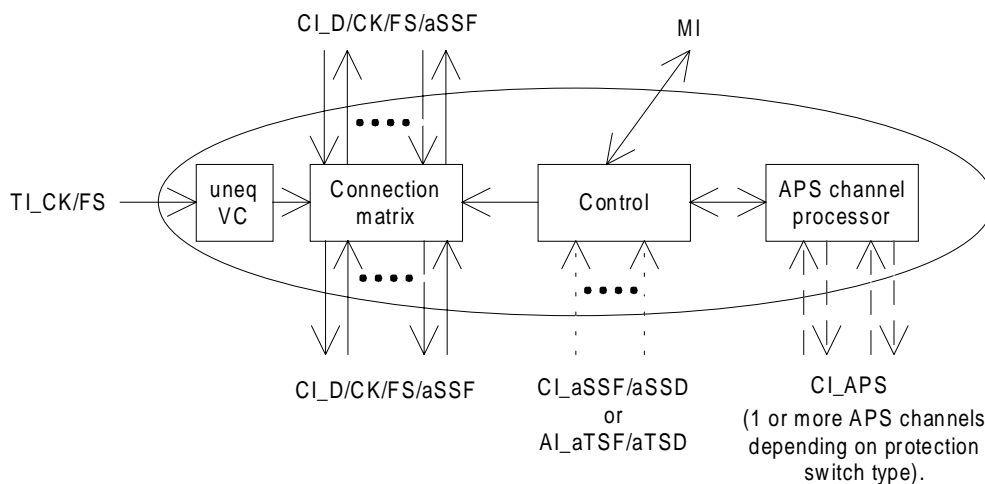 CI_D/CK/FS/aSSF
MI
TI_CK/FS
uneq
VC
Connection
matrix
Control
APS channel
processor
CI_D/CK/FS/aSSF
CI_aSSF/aSSD
or
AI_aTSF/aTSD
CI_APS
(1 or more APS channels
depending on protection
switch type).